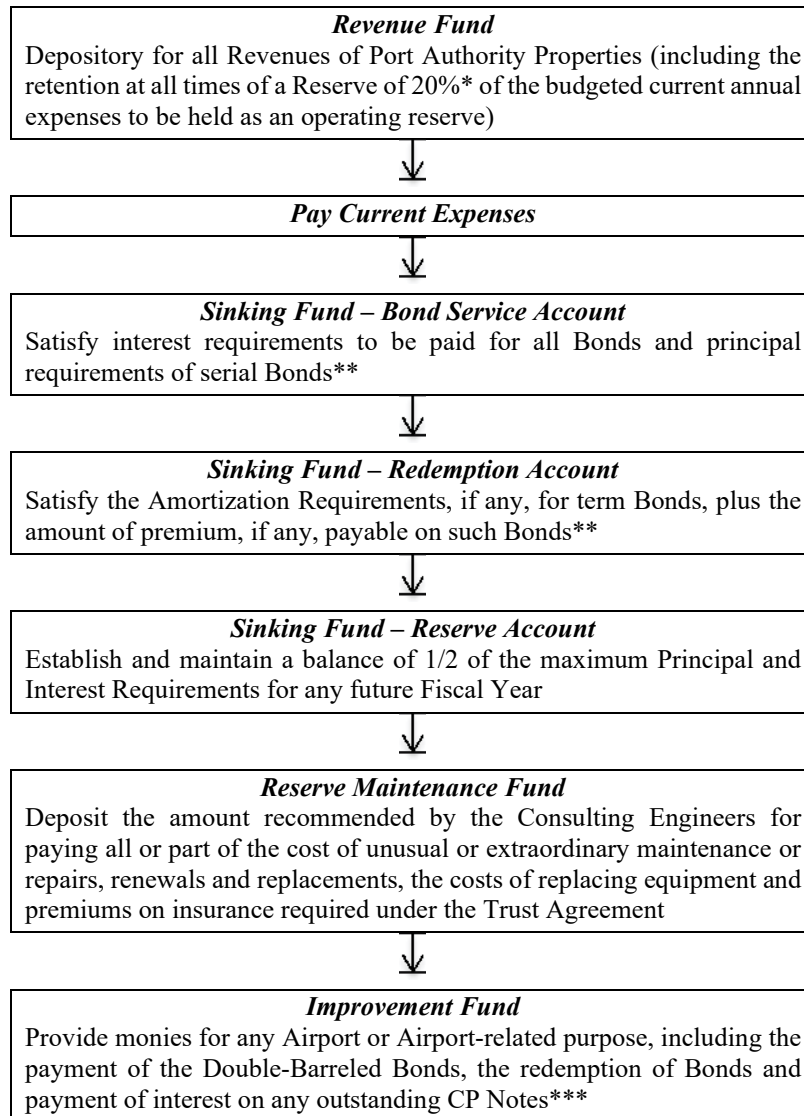 Revenue Fund
Depository for all Revenues of Port Authority Properties (including the
retention at all times of a Reserve of 20%* of the budgeted current annual
expenses to be held as an operating reserve)
Pay Current Expenses
Sinking Fund – Bond Service Account
Satisfy interest requirements to be paid for all Bonds and principal
requirements of serial Bonds**
Sinking Fund – Redemption Account
Satisfy the Amortization Requirements, if any, for term Bonds, plus the
amount of premium, if any, payable on such Bonds**
Sinking Fund – Reserve Account
Establish and maintain a balance of 1/2 of the maximum Principal and
Interest Requirements for any future Fiscal Year
Reserve Maintenance Fund
Deposit the amount recommended by the Consulting Engineers for
paying all or part of the cost of unusual or extraordinary maintenance or
repairs, renewals and replacements, the costs of replacing equipment and
premiums on insurance required under the Trust Agreement
Improvement Fund
Provide monies for any Airport or Airport-related purpose, including the
payment of the Double-Barreled Bonds, the redemption of Bonds and
payment of interest on any outstanding CP Notes***